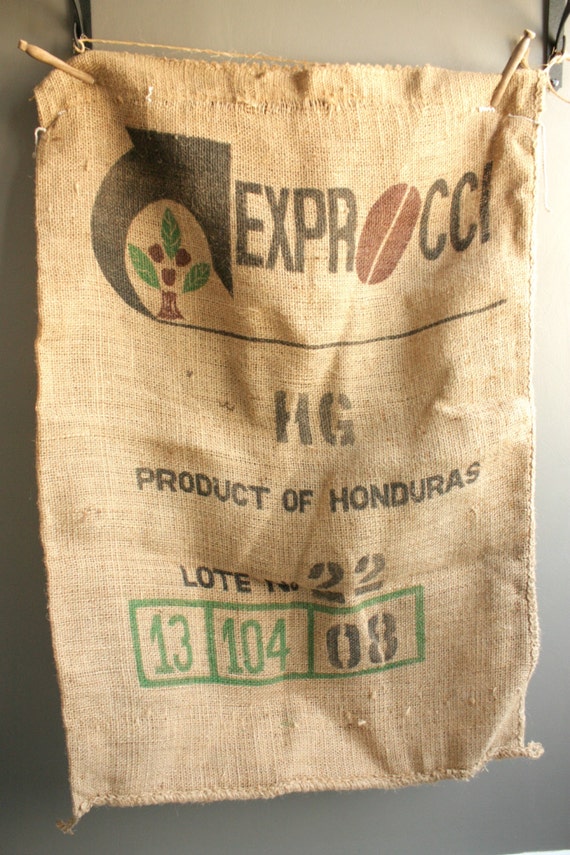 EXPROCCI
HG
PRODUCT OF HONDURAS
LOTE No. 22
13 104 08